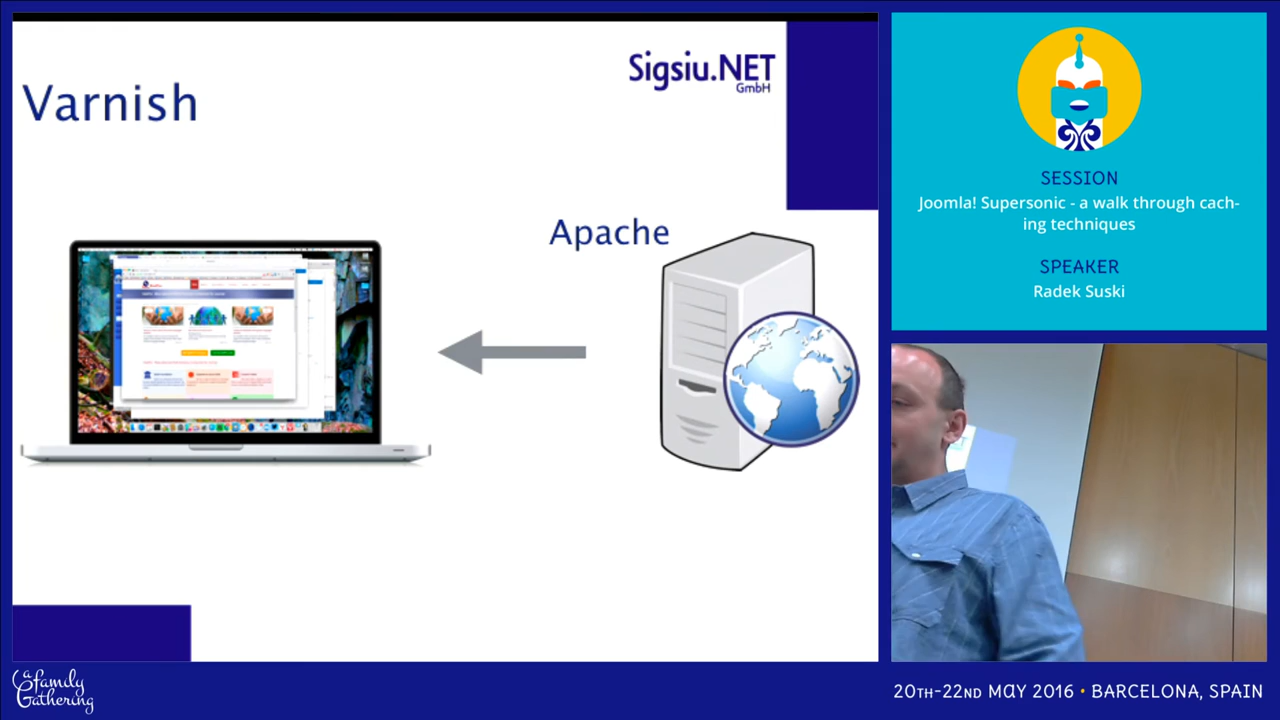 Varnish
Sigsiu.NET
GmbH
Apache
SESSION
Joomla! Supersonic - a walk through cach-
ing techniques
SPEAKER
Radek Suski
a family
Gathering
20TH-22ND MAY 2016 • BARCELONA, SPAIN